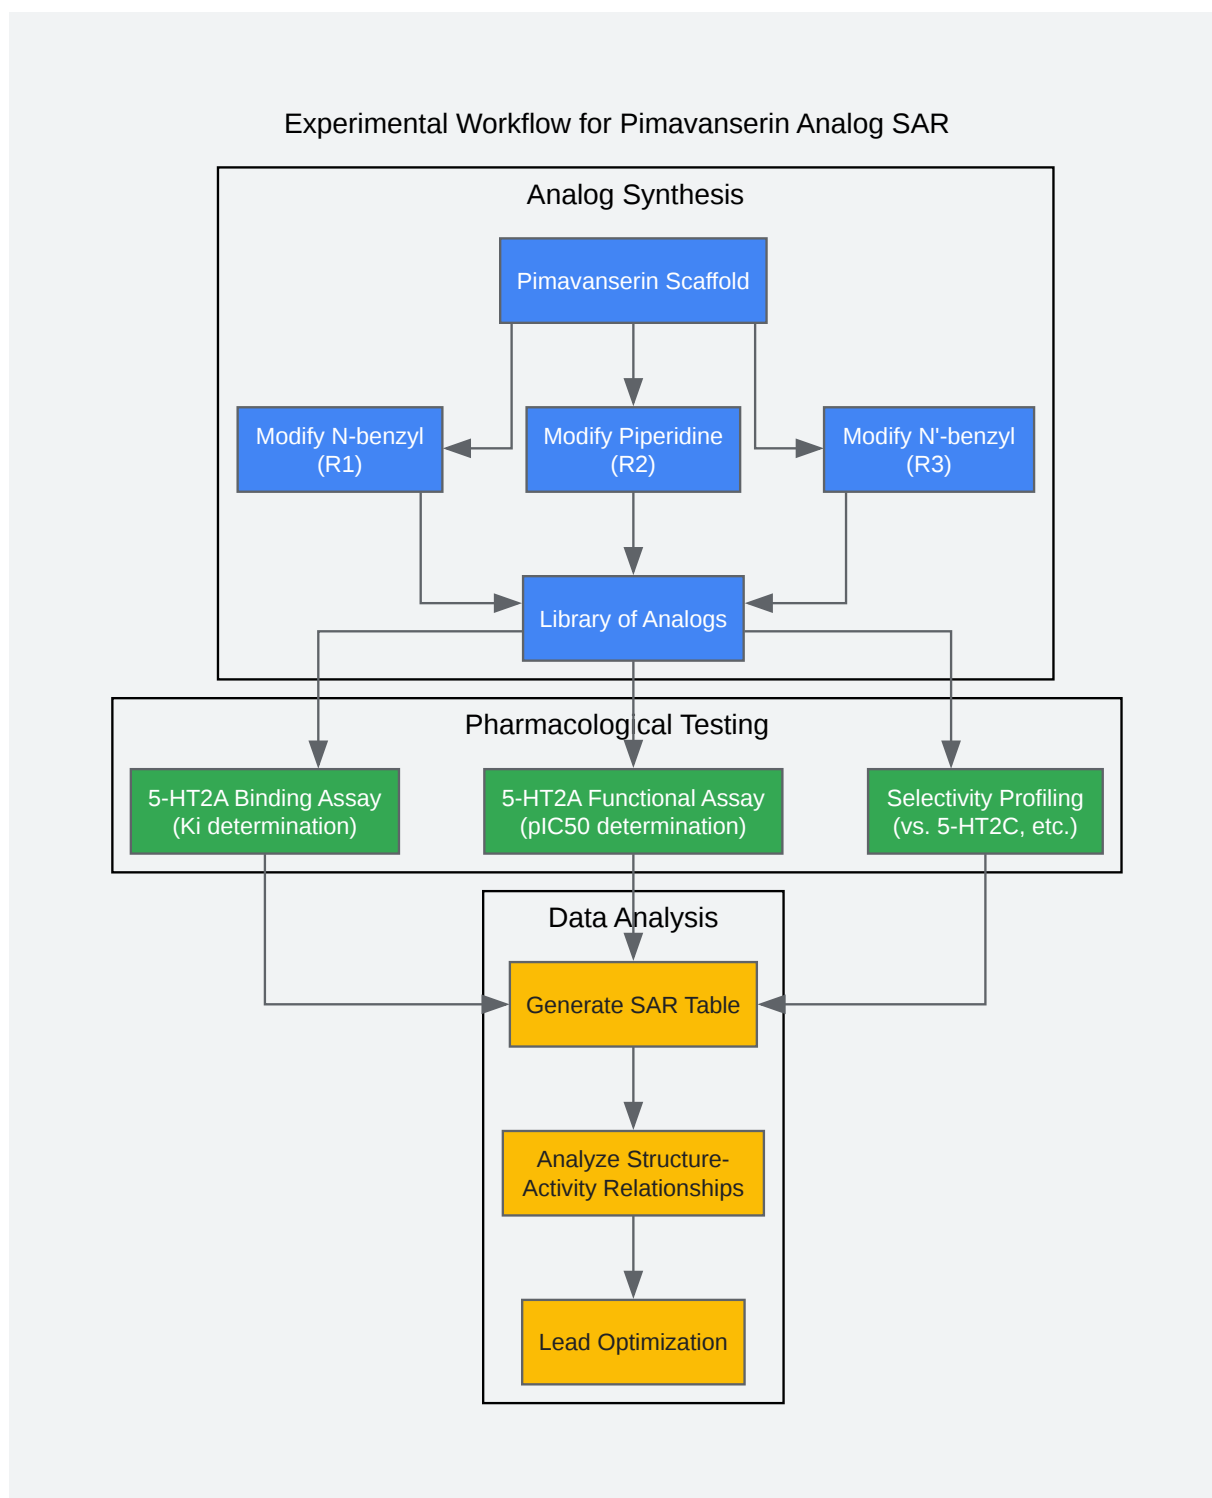 Experimental Workflow for Pimavanserin Analog SAR
Analog Synthesis
Pimavanserin Scaffold
Modify N-benzyl
(R1)
Modify Piperidine
(R2)
Modify N'-benzyl
(R3)
Library of Analogs
Pharmacological Testing
5-HT2A Binding Assay
(Ki determination)
5-HT2A Functional Assay
(pIC50 determination)
Selectivity Profiling
(vs. 5-HT2C, etc.)
Data Analysis
Generate SAR Table
Analyze Structure-
Activity Relationships
Lead Optimization